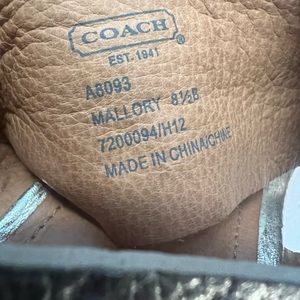 COACH®
EST. 1941
A6093
MALLORY 8½B
7200094/H12
MADE IN CHINA/CHINE